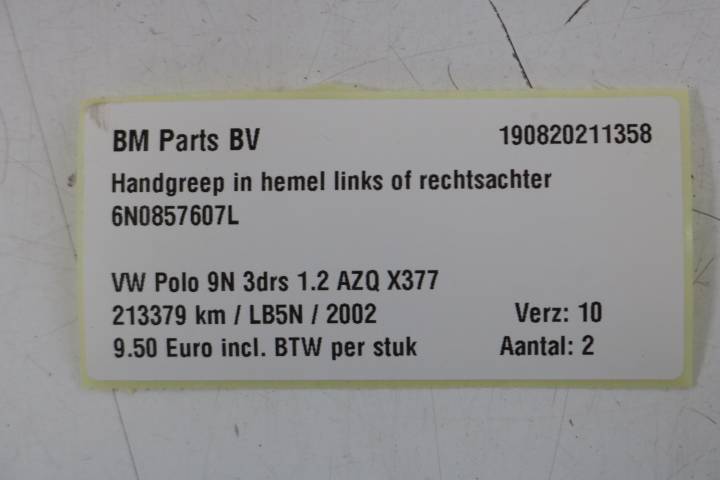 BM Parts BV 190820211358
Handgreep in hemel links of rechtsachter
6N0857607L
VW Polo 9N 3drs 1.2 AZQ X377
213379 km / LB5N / 2002 Verz: 10
9.50 Euro incl. BTW per stuk Aantal: 2